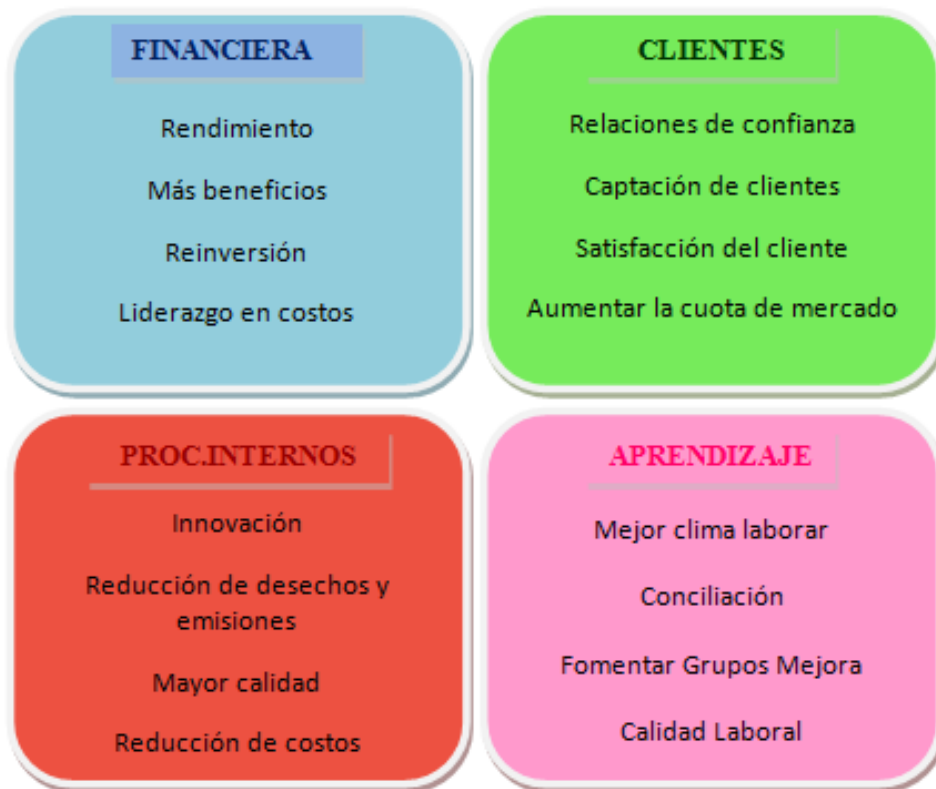 FINANCIERA
Rendimiento
Más beneficios
Reinversión
Liderazgo en costos
CLIENTES
Relaciones de confianza
Captación de clientes
Satisfacción del cliente
Aumentar la cuota de mercado
PROC.INTERNOS
Innovación
Reducción de desechos y
emisiones
Mayor calidad
Reducción de costos
APRENDIZAJE
Mejor clima laborar
Conciliación
Fomentar Grupos Mejora
Calidad Laboral